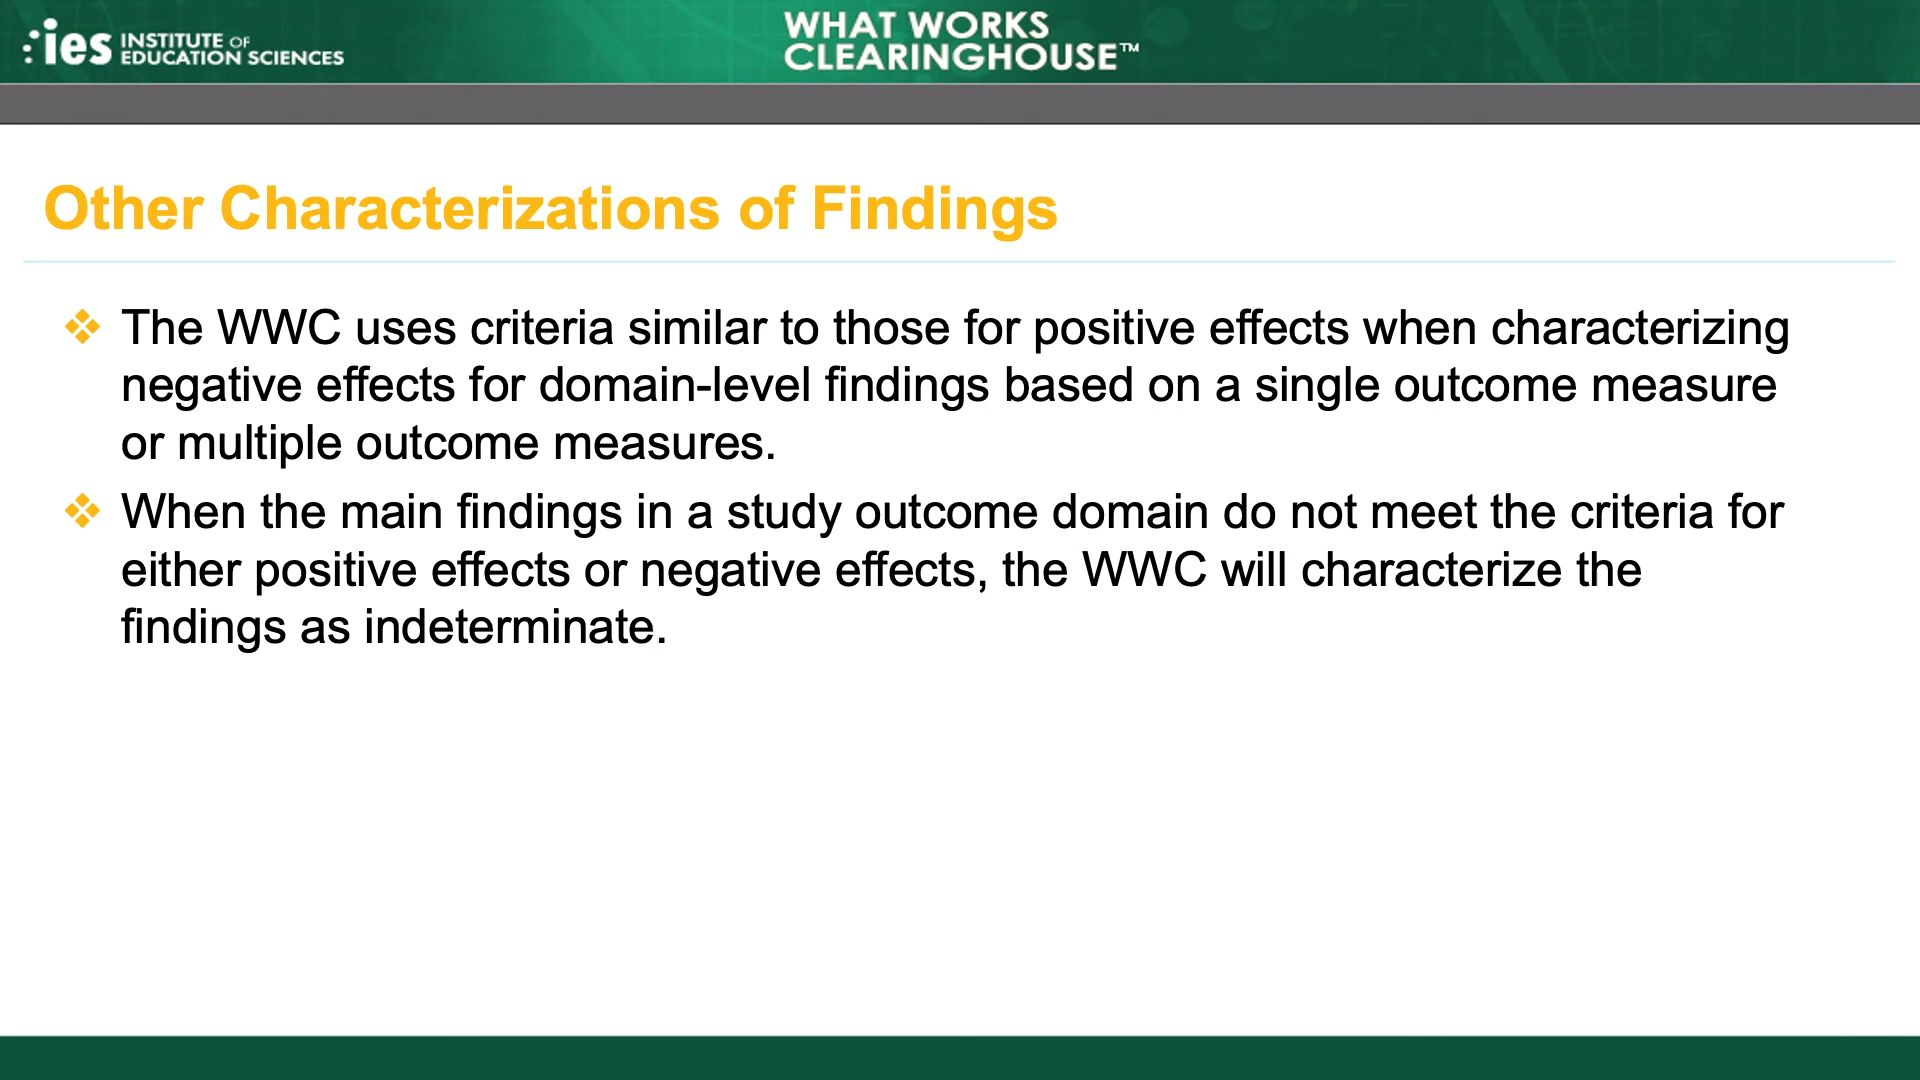 ies INSTITUTE OF
EDUCATION SCIENCES
WHAT WORKS
CLEARINGHOUSE™
Other Characterizations of Findings
❖ The WWC uses criteria similar to those for positive effects when characterizing
negative effects for domain-level findings based on a single outcome measure
or multiple outcome measures.
❖ When the main findings in a study outcome domain do not meet the criteria for
either positive effects or negative effects, the WWC will characterize the
findings as indeterminate.